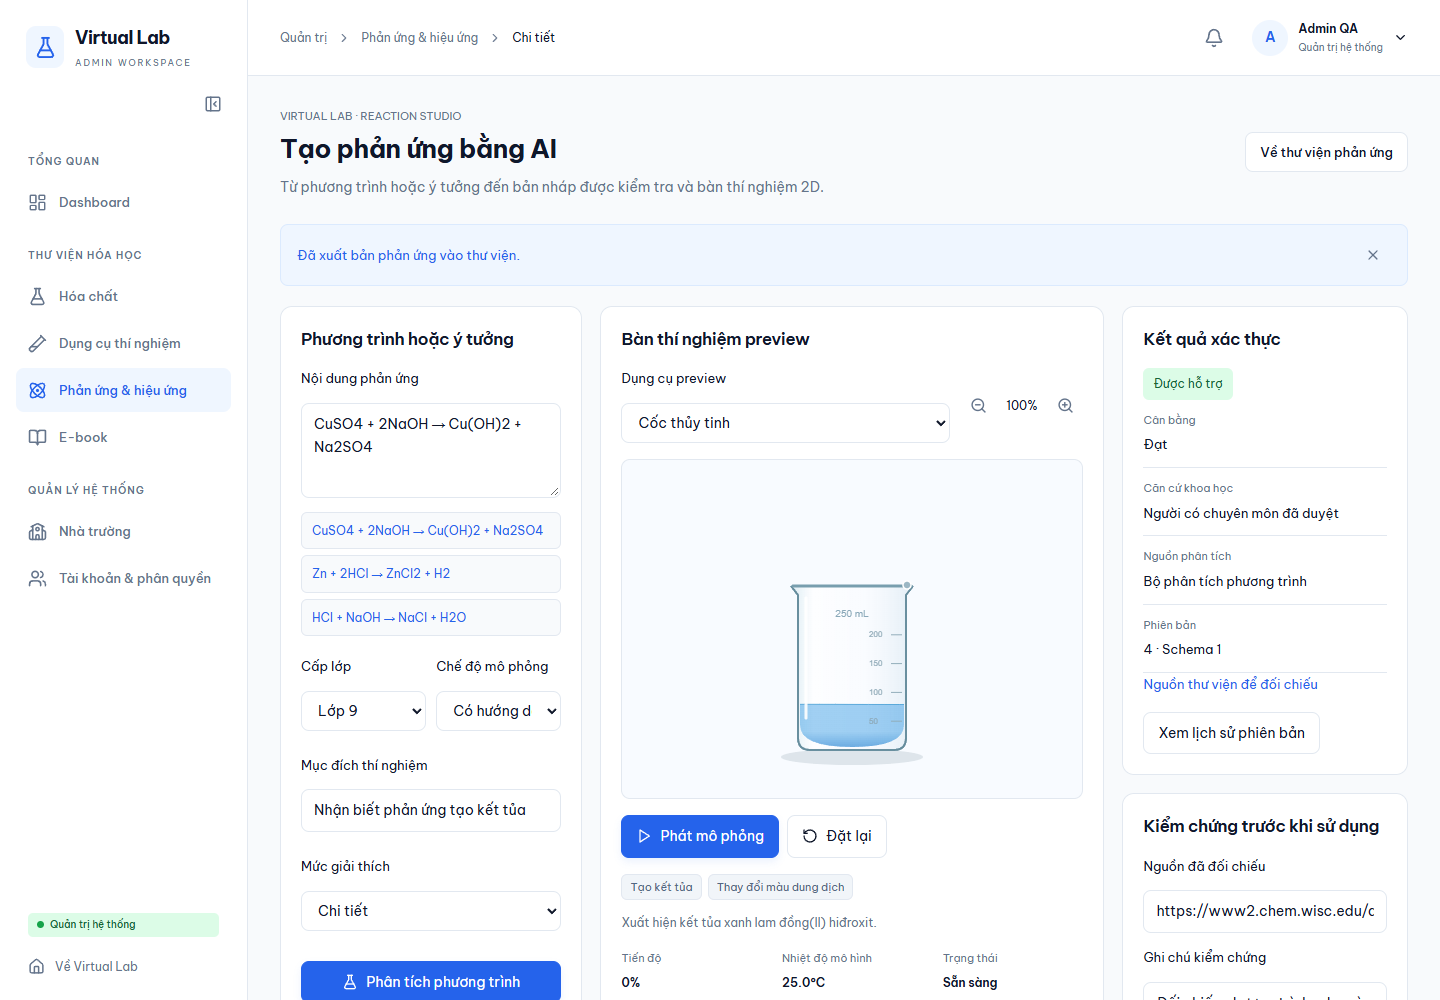 Virtual Lab
ADMIN WORKSPACE
TỔNG QUAN
Dashboard
THƯ VIỆN HÓA HỌC
Hóa chất
Dụng cụ thí nghiệm
Phản ứng & hiệu ứng
E-book
QUẢN LÝ HỆ THỐNG
Nhà trường
Tài khoản & phân quyền
Quản trị hệ thống
Về Virtual Lab
Quản trị > Phản ứng & hiệu ứng > Chi tiết
A
Admin QA
Quản trị hệ thống
VIRTUAL LAB · REACTION STUDIO
Tạo phản ứng bằng AI
Từ phương trình hoặc ý tưởng đến bản nháp được kiểm tra và bàn thí nghiệm 2D.
Về thư viện phản ứng
Đã xuất bản phản ứng vào thư viện.
Phương trình hoặc ý tưởng
Nội dung phản ứng
CuSO4 + 2NaOH → Cu(OH)2 +
Na2SO4
CuSO4 + 2NaOH → Cu(OH)2 + Na2SO4
Zn + 2HCl → ZnCl2 + H2
HCl + NaOH → NaCl + H2O
Cấp lớp
Chế độ mô phỏng
Lớp 9
Có hướng d
Mục đích thí nghiệm
Nhận biết phản ứng tạo kết tủa
Mức giải thích
Chi tiết
Phân tích phương trình
Bàn thí nghiệm preview
Dụng cụ preview
Cốc thủy tinh
100%
250 mL
200
150
100
50
Phát mô phỏng
Đặt lại
Tạo kết tủa
Thay đổi màu dung dịch
Xuất hiện kết tủa xanh lam đồng(II) hiđroxit.
Tiến độ
Nhiệt độ mô hình
Trạng thái
0%
25.0°C
Sẵn sàng
Kết quả xác thực
Được hỗ trợ
Cân bằng
Đạt
Căn cứ khoa học
Người có chuyên môn đã duyệt
Nguồn phân tích
Bộ phân tích phương trình
Phiên bản
4 · Schema 1
Nguồn thư viện để đối chiếu
Xem lịch sử phiên bản
Kiểm chứng trước khi sử dụng
Nguồn đã đối chiếu
https://www2.chem.wisc.edu/c
Ghi chú kiểm chứng